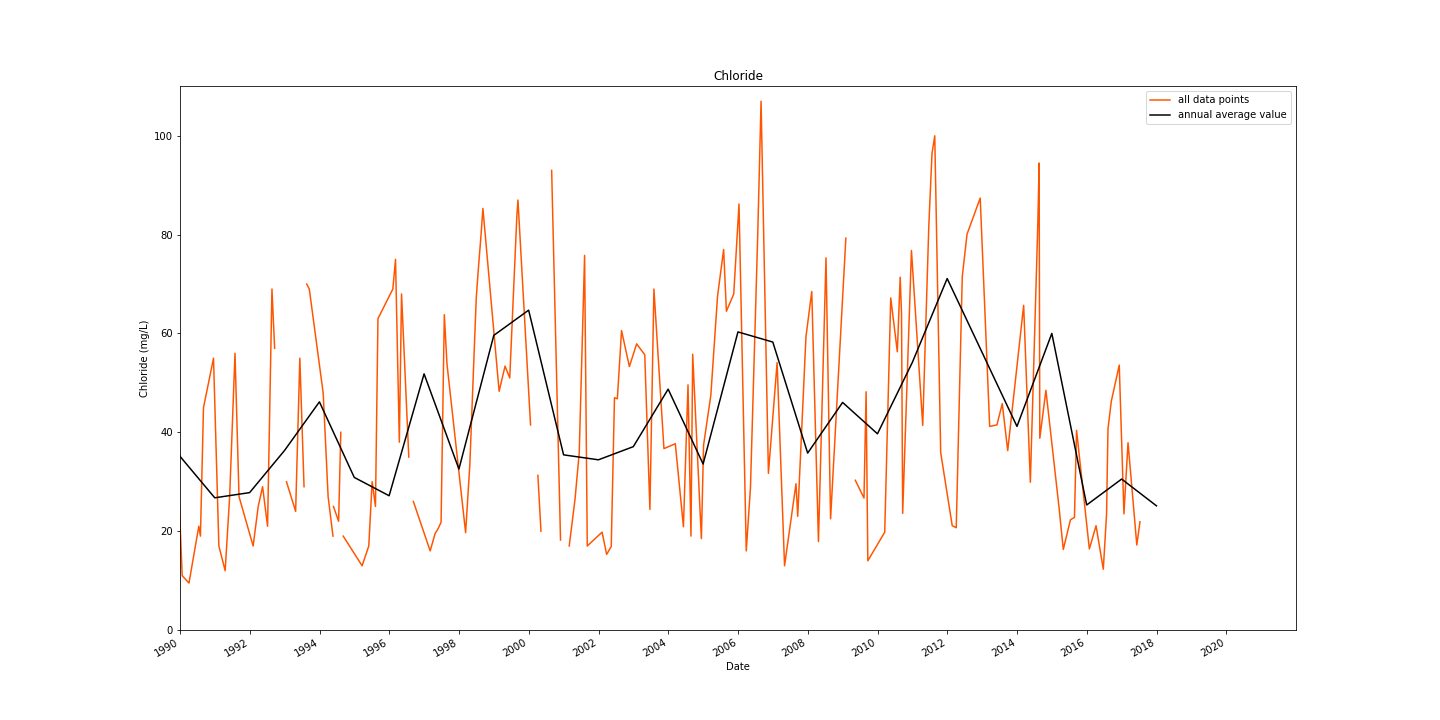 Chloride
all data points
annual average value
Chloride (mg/L)
100
80
60
40
20
0
1990 1992 1994 1996 1998 2000 2002 2004 2006 2008 2010 2012 2014 2016 2018 2020
Date